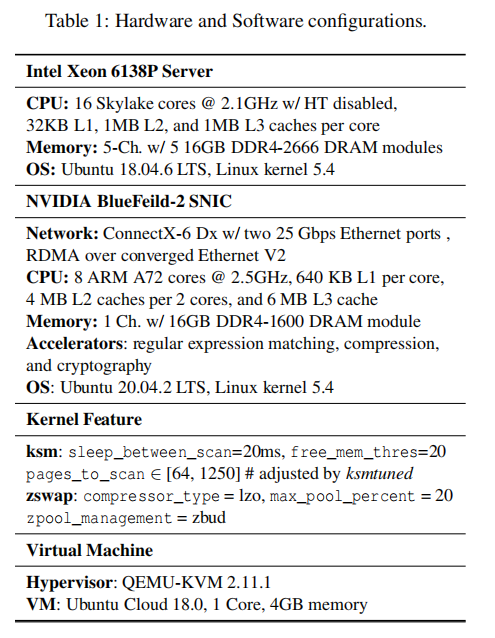 Table 1: Hardware and Software configurations.
Intel Xeon 6138P Server
CPU: 16 Skylake cores @ 2.1GHz w/ HT disabled,
32KB L1, 1MB L2, and 1MB L3 caches per core
Memory: 5-Ch. w/ 5 16GB DDR4-2666 DRAM modules
OS: Ubuntu 18.04.6 LTS, Linux kernel 5.4
NVIDIA BlueFeild-2 SNIC
Network: ConnectX-6 Dx w/ two 25 Gbps Ethernet ports ,
RDMA over converged Ethernet V2
CPU: 8 ARM A72 cores @ 2.5GHz, 640 KB L1 per core,
4 MB L2 caches per 2 cores, and 6 MB L3 cache
Memory: 1 Ch. w/ 16GB DDR4-1600 DRAM module
Accelerators: regular expression matching, compression,
and cryptography
OS: Ubuntu 20.04.2 LTS, Linux kernel 5.4
Kernel Feature
ksm: sleep_between_scan=20ms, free_mem_thres=20
pages_to_scan ∈ [64, 1250] # adjusted by ksmtuned
zswap: compressor_type = lzo, max_pool_percent = 20
zpool_management = zbud
Virtual Machine
Hypervisor: QEMU-KVM 2.11.1
VM: Ubuntu Cloud 18.0, 1 Core, 4GB memory